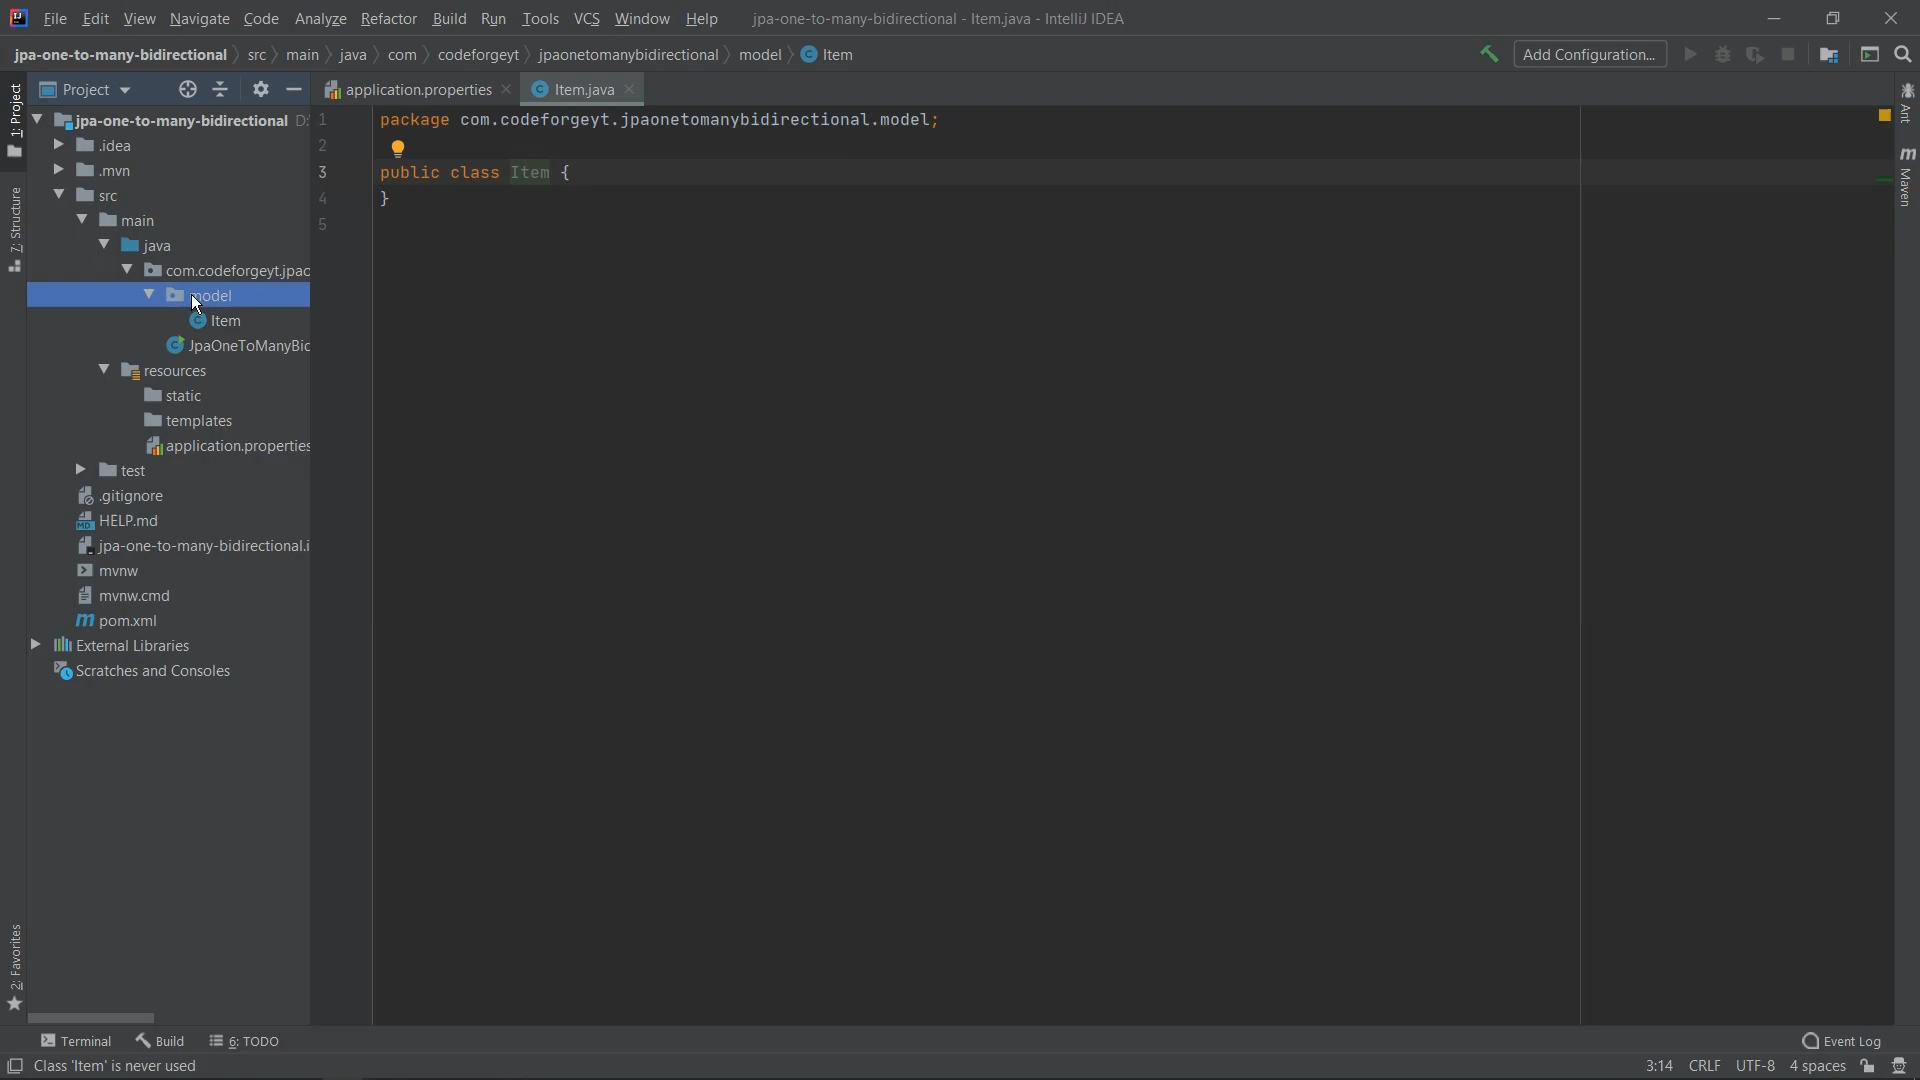 File Edit View Navigate Code Analyze Refactor Build Run Tools VCS Window Help jpa-one-to-many-bidirectional - Item.java - IntelliJ IDEA
jpa-one-to-many-bidirectional src main java com codeforgeyt jpaonetomanybidirectional model Item Add Configuration...
1: Project
7: Structure
2: Favorites
Project
jpa-one-to-many-bidirectional D:
.idea
.mvn
src
main
java
com.codeforgeyt.jpao
model
Item
JpaOneToManyBid
resources
static
templates
application.properties
test
.gitignore
HELP.md
jpa-one-to-many-bidirectional.i
mvnw
mvnw.cmd
pom.xml
External Libraries
Scratches and Consoles
application.properties Item.java
1 package com.codeforgeyt.jpaonetomanybidirectional.model;
2
3 public class Item {
4 }
5
Ant
Maven
Terminal Build 6: TODO Event Log
Class 'Item' is never used 3:14 CRLF UTF-8 4 spaces